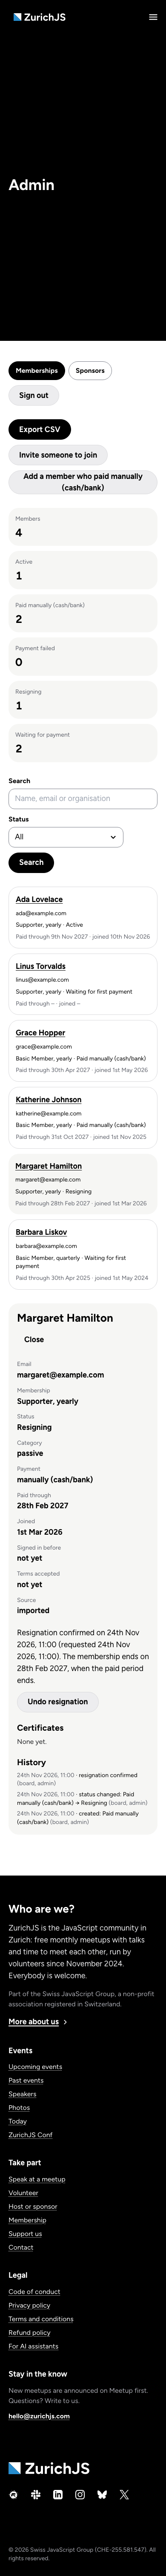 ZurichJS
Admin
Memberships
Sponsors
Sign out
Export CSV
Invite someone to join
Add a member who paid manually
(cash/bank)
Members
4
Active
1
Paid manually (cash/bank)
2
Payment failed
0
Resigning
1
Waiting for payment
2
Search
Name, email or organisation
Status
All
Search
Ada Lovelace
ada@example.com
Supporter, yearly · Active
Paid through 9th Nov 2027 · joined 10th Nov 2026
Linus Torvalds
linus@example.com
Supporter, yearly · Waiting for first payment
Paid through – · joined –
Grace Hopper
grace@example.com
Basic Member, yearly · Paid manually (cash/bank)
Paid through 30th Apr 2027 · joined 1st May 2026
Katherine Johnson
katherine@example.com
Basic Member, yearly · Paid manually (cash/bank)
Paid through 31st Oct 2027 · joined 1st Nov 2025
Margaret Hamilton
margaret@example.com
Supporter, yearly · Resigning
Paid through 28th Feb 2027 · joined 1st Mar 2026
Barbara Liskov
barbara@example.com
Basic Member, quarterly · Waiting for first
payment
Paid through 30th Apr 2025 · joined 1st May 2024
Margaret Hamilton
Close
Email
margaret@example.com
Membership
Supporter, yearly
Status
Resigning
Category
passive
Payment
manually (cash/bank)
Paid through
28th Feb 2027
Joined
1st Mar 2026
Signed in before
not yet
Terms accepted
not yet
Source
imported
Resignation confirmed on 24th Nov
2026, 11:00 (requested 24th Nov
2026, 11:00). The membership ends on
28th Feb 2027, when the paid period
ends.
Undo resignation
Certificates
None yet.
History
24th Nov 2026, 11:00 · resignation confirmed
(board, admin)
24th Nov 2026, 11:00 · status changed: Paid
manually (cash/bank) → Resigning (board, admin)
24th Nov 2026, 11:00 · created: Paid manually
(cash/bank) (board, admin)
Who are we?
ZurichJS is the JavaScript community in
Zurich: free monthly meetups with talks
and time to meet each other, run by
volunteers since November 2024.
Everybody is welcome.
Part of the Swiss JavaScript Group, a non-profit
association registered in Switzerland.
More about us
Events
Upcoming events
Past events
Speakers
Photos
Today
ZurichJS Conf
Take part
Speak at a meetup
Volunteer
Host or sponsor
Membership
Support us
Contact
Legal
Code of conduct
Privacy policy
Terms and conditions
Refund policy
For AI assistants
Stay in the know
New meetups are announced on Meetup first.
Questions? Write to us.
hello@zurichjs.com
ZurichJS
© 2026 Swiss JavaScript Group (CHE-255.581.547). All
rights reserved.